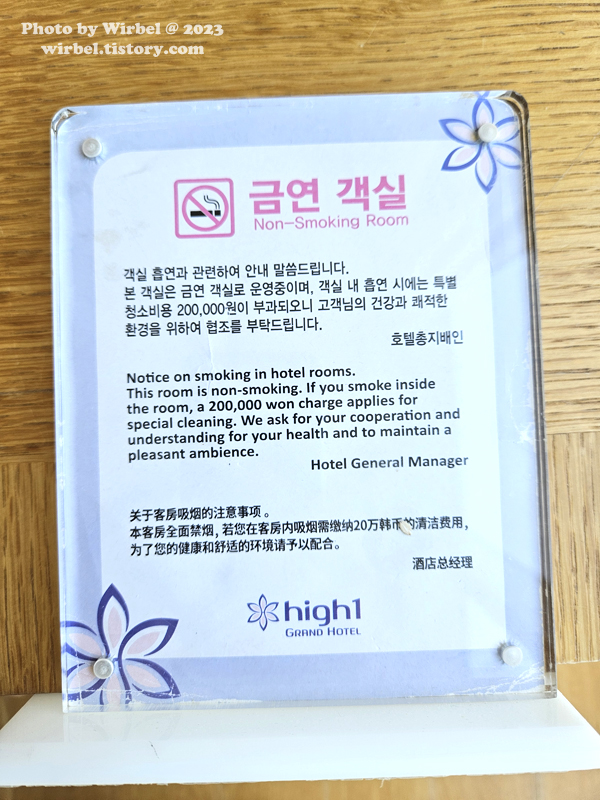 Photo by Wirbel @ 2023
wirbel.tistory.com
금연 객실
Non-Smoking Room
객실 흡연과 관련하여 안내 말씀드립니다.
본 객실은 금연 객실로 운영중이며, 객실 내 흡연 시에는 특별
청소비용 200,000원이 부과되오니 고객님의 건강과 쾌적한
환경을 위하여 협조를 부탁드립니다.
호텔총지배인
Notice on smoking in hotel rooms.
This room is non-smoking. If you smoke inside
the room, a 200,000 won charge applies for
special cleaning. We ask for your cooperation and
understanding for your health and to maintain a
pleasant ambience.
Hotel General Manager
关于客房吸烟的注意事项。
本客房全面禁烟, 若您在客房内吸烟需缴纳20万韩币的清洁费用,
为了您的健康和舒适的环境请予以配合。
酒店总经理
high1
GRAND HOTEL